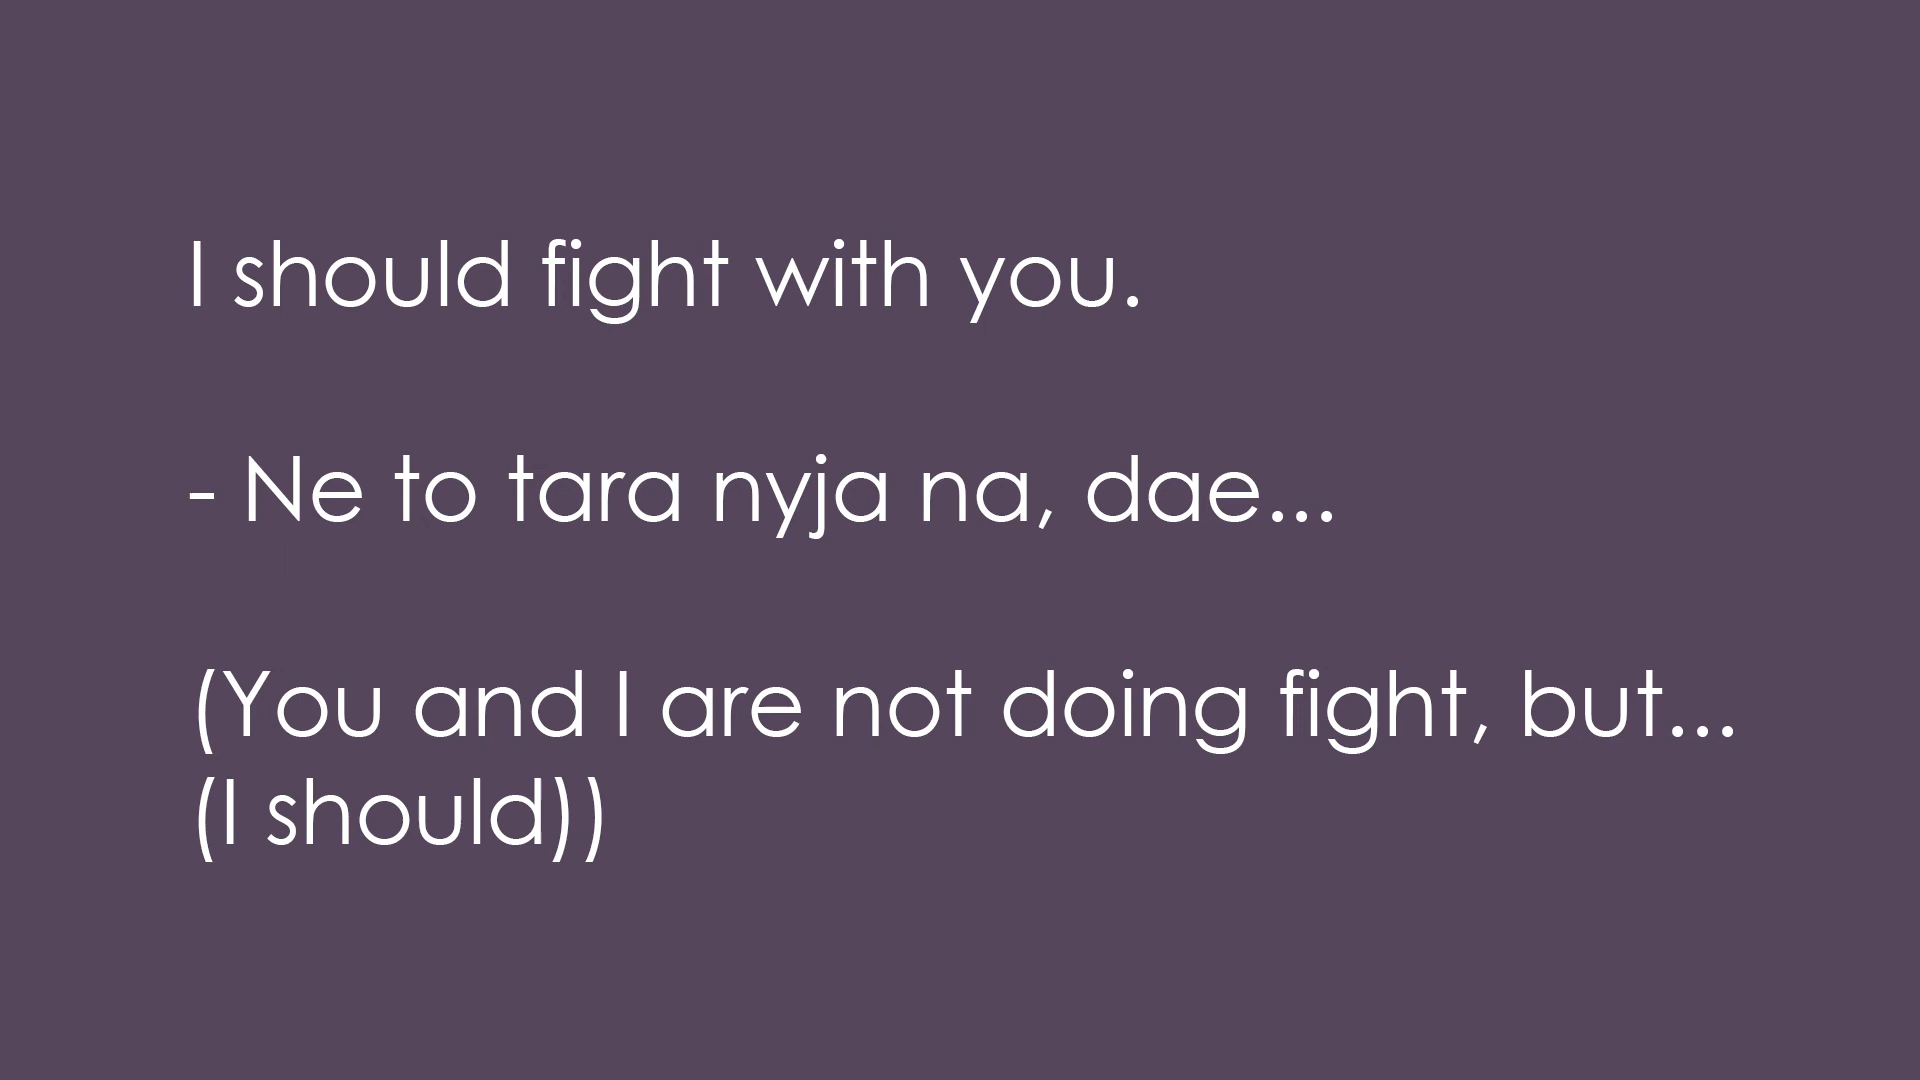 I should fight with you.
- Ne to tara nyja na, dae...
(You and I are not doing fight, but...
(I should))